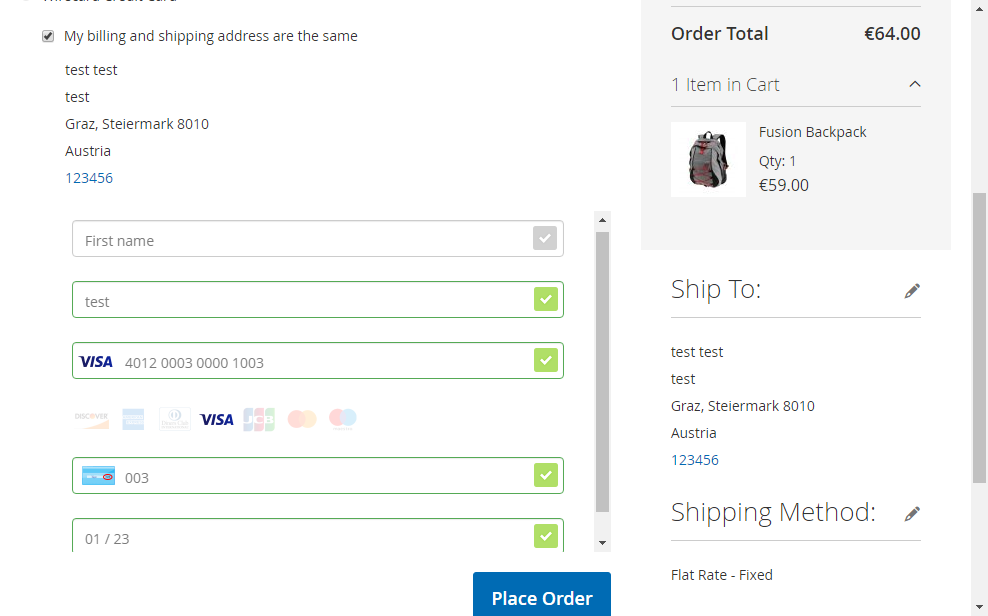 My billing and shipping address are the same
test test
test
Graz, Steiermark 8010
Austria
123456
First name
test
VISA 4012 0003 0000 1003
DISCOVER VISA JCB
003
01 / 23
Place Order
Order Total €64.00
1 Item in Cart
Fusion Backpack
Qty: 1
€59.00
Ship To:
test test
test
Graz, Steiermark 8010
Austria
123456
Shipping Method:
Flat Rate - Fixed